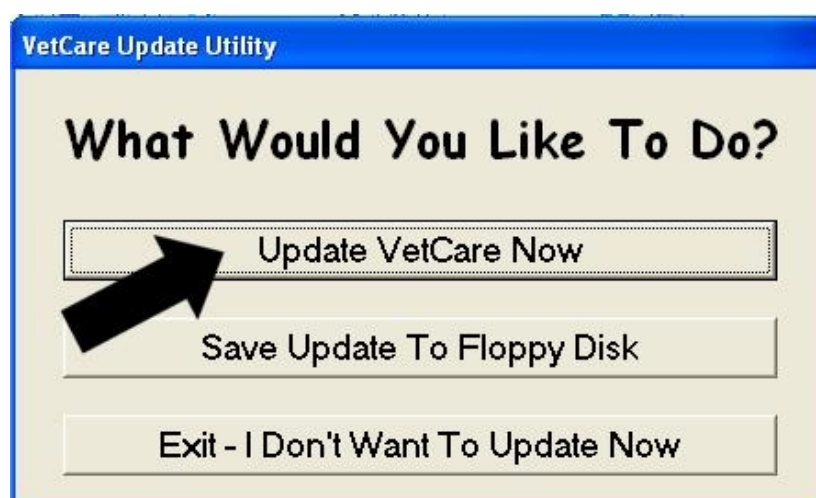 VetCare Update Utility
What Would You Like To Do?
Update VetCare Now
Save Update To Floppy Disk
Exit - I Don't Want To Update Now